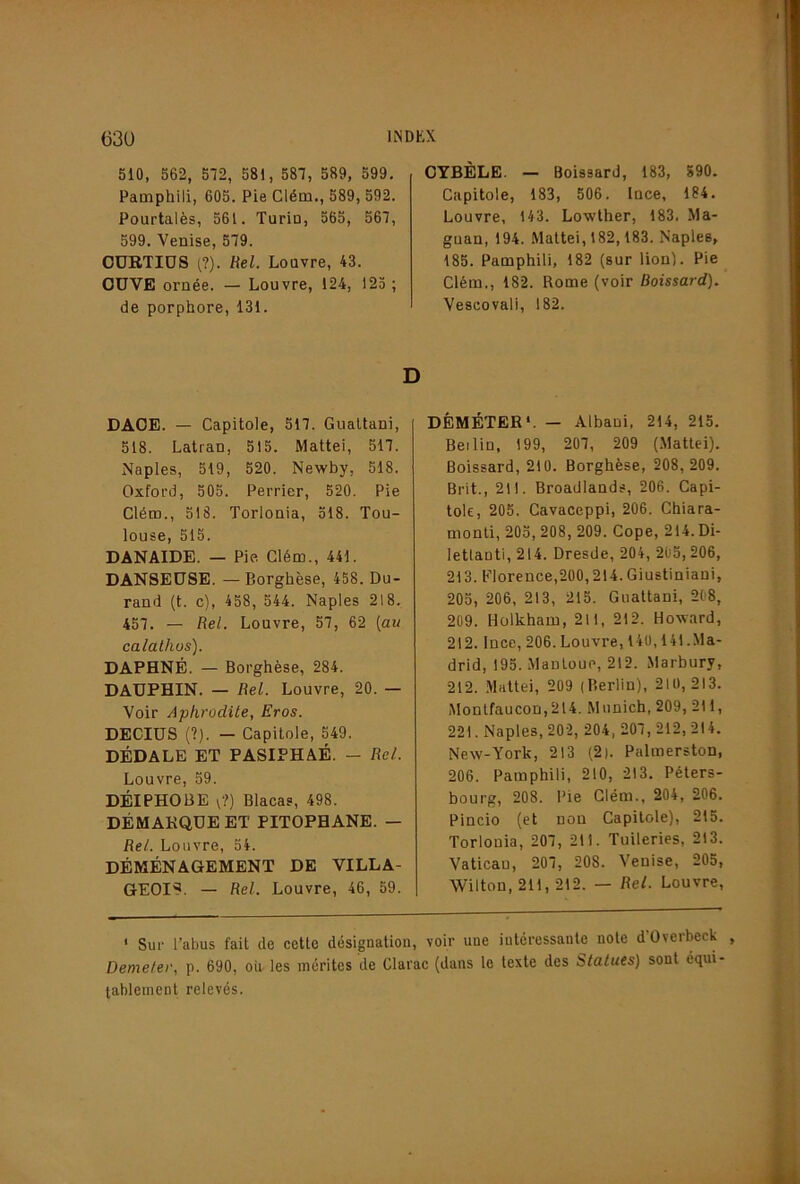 630
INDEX
510, 562, 572, 581, 587, 589, 599.
Pamphili, 605. Pie Clém., 589, 592.
Pourtalès, 561. Turin, 565, 567,
599. Venise, 579.
CURTIUS (?). Rel. Louvre, 43.
CUVE ornée. — Louvre, 124, 125 ;
de porphore, 131.
CYBÈLE. — Boissard, 183, 590.
Capitole, 183, 506. Ince, 184.
Louvre, 143. Lowther, 183. Ma-
gnan, 194. Mattei, 182, 183. Naples,
185. Pamphili, 182 (sur lion). Pie
Clém., 182. Rome (voir Boissard).
Vescovali, 182.
D
DACE. — Capitole, 517. Guattani,
518. Latran, 515. Mattei, 517.
Naples, 519, 520. Newby, 518.
Oxford, 505. Perrier, 520. Pie
Clém., 518. Torlonia, 518. Tou-
louse, 515.
DANAIDE. — Pie Clém., 441.
DANSEUSE. — Borghèse, 458. Du-
rand (t. c), 458, 544. Naples 218.
457. — Rel. Louvre, 57, 62 (au
calathos).
DAPHNÉ. — Borghèse, 284.
DAUPHIN. — Rel. Louvre, 20. —
Voir Aphrodite, Eros.
DECIUS (?). — Capitole, 549.
DÉDALE ET PASIPHAÉ. — Rel.
Louvre, 59.
DÉIPHOBE (?) Blacas, 498.
DÉMARQUE ET PITOPHANE. —
Rel. Louvre, 54.
DÉMÉNAGEMENT DE VILLA-
GEOIS. — Rel. Louvre, 46, 59.
DÉMÉTER¹. — Albani, 214, 215.
Berlin, 199, 207, 209 (Mattei).
Boissard, 210. Borghèse, 208, 209.
Brit., 211. Broadlands, 206. Capi-
tole, 205. Cavaceppi, 206. Chiara-
monti, 205, 208, 209. Cope, 214. Di-
lettanti, 214. Dresde, 204, 205, 206,
213. Florence, 200, 214. Giustiniani,
205, 206, 213, 215. Guattani, 208,
209. Holkham, 211, 212. Howard,
212. Ince, 206. Louvre, 140, 141. Ma-
drid, 195. Mantoue, 212. Marbury,
212. Mattei, 209 (Berlin), 210, 213.
Montfaucon, 214. Munich, 209, 211,
221. Naples, 202, 204, 207, 212, 214.
New-York, 213 (2). Palmerston,
206. Pamphili, 210, 213. Péters-
bourg, 208. Pie Clém., 204, 206.
Pincio (et non Capitole), 215.
Torlonia, 207, 211. Tuileries, 213.
Vatican, 207, 208. Venise, 205,
Wilton, 211, 212. — Rel. Louvre,
¹ Sur l'abus fait de cette désignation, voir une intéressante note d'Overbeck ,
Demeter, p. 690, où les mérites de Clarac (dans le texte des Statues) sont équi-
tablement relevés.